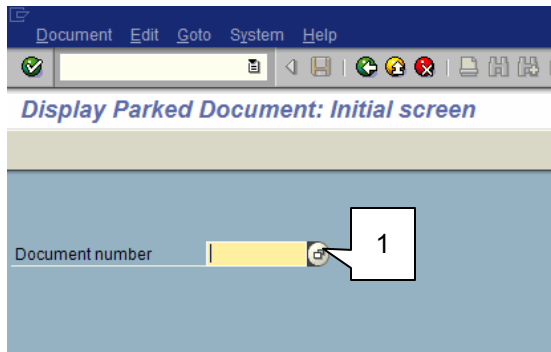 Document Edit Goto System Help
Display Parked Document: Initial screen
Document number
1